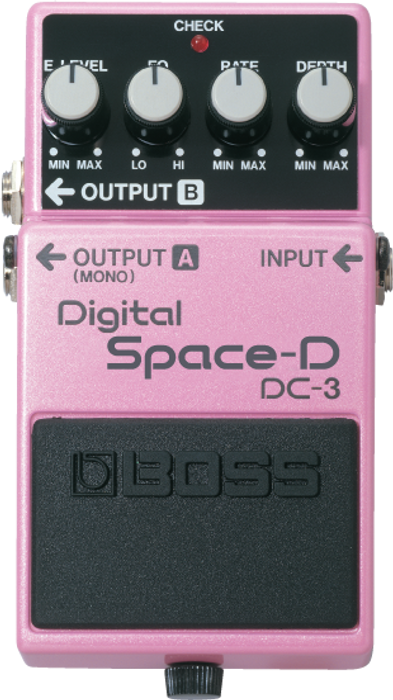 CHECK
E.LEVEL EQ RATE DEPTH
MIN MAX LO HI MIN MAX MIN MAX
OUTPUT B
OUTPUT A INPUT
(MONO)
Digital
Space-D
DC-3
BOSS